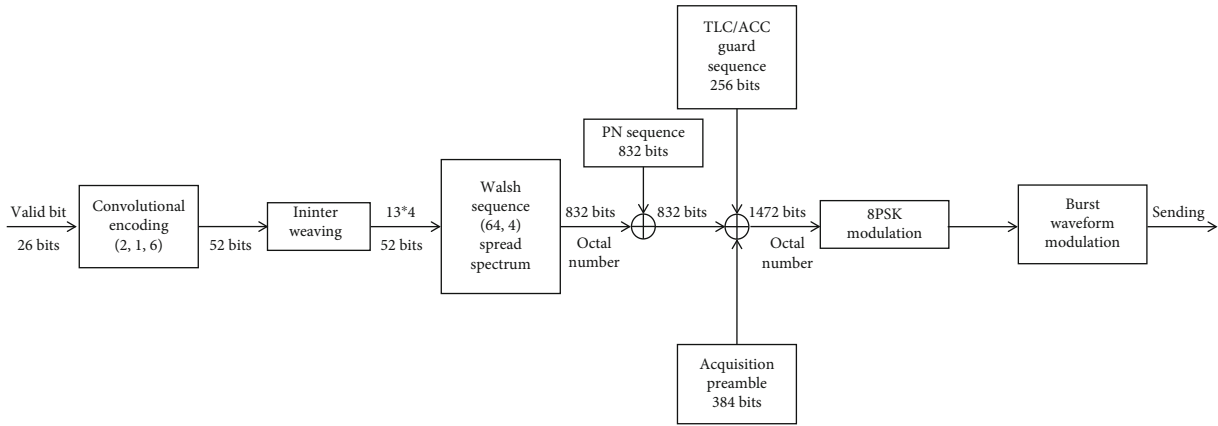 TLC/ACC
guard
sequence
256 bits
PN sequence
832 bits
Valid bit
26 bits
Convolutional
encoding
(2, 1, 6)
52 bits
Ininter
weaving
13*4
52 bits
Walsh
sequence
(64, 4)
spread
spectrum
832 bits
Octal
number
832 bits
1472 bits
Octal
number
8PSK
modulation
Burst
waveform
modulation
Sending
Acquisition
preamble
384 bits